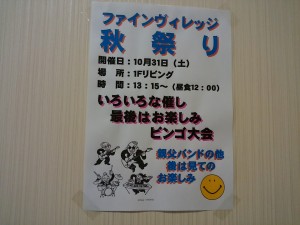 ファインヴィレッジ
秋祭り
開催日：10月31日（土）
場　所：1Fリビング
時　間：13：15～（昼食12：00）
いろいろな催し
最後はお楽しみ
ビンゴ大会
親父バンドの他
後は見ての
お楽しみ